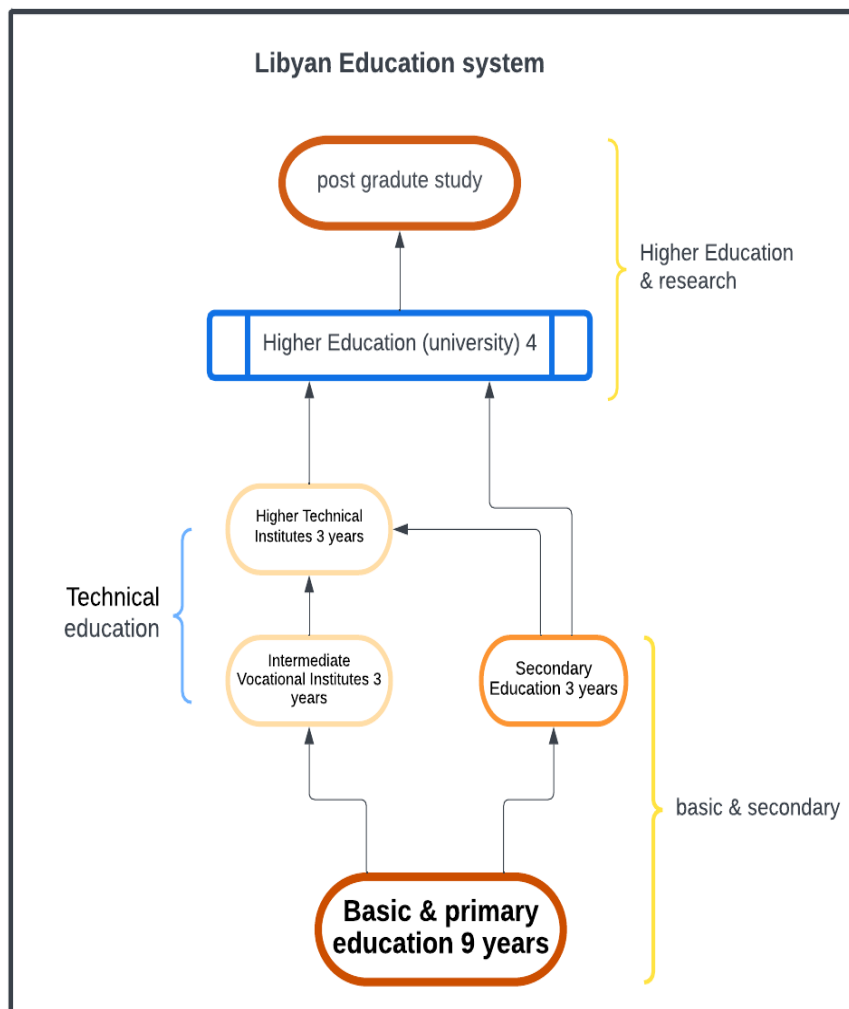 Libyan Education system
post gradute study
Higher Education
& research
Higher Education (university) 4
Higher Technical
Institutes 3 years
Technical
education
Intermediate
Vocational Institutes 3
years
Secondary
Education 3 years
basic & secondary
Basic & primary
education 9 years